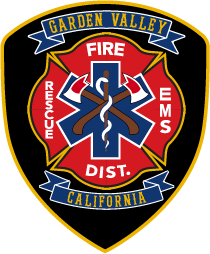 GARDEN VALLEY
FIRE
RESCUE
EMS
DIST.
CALIFORNIA